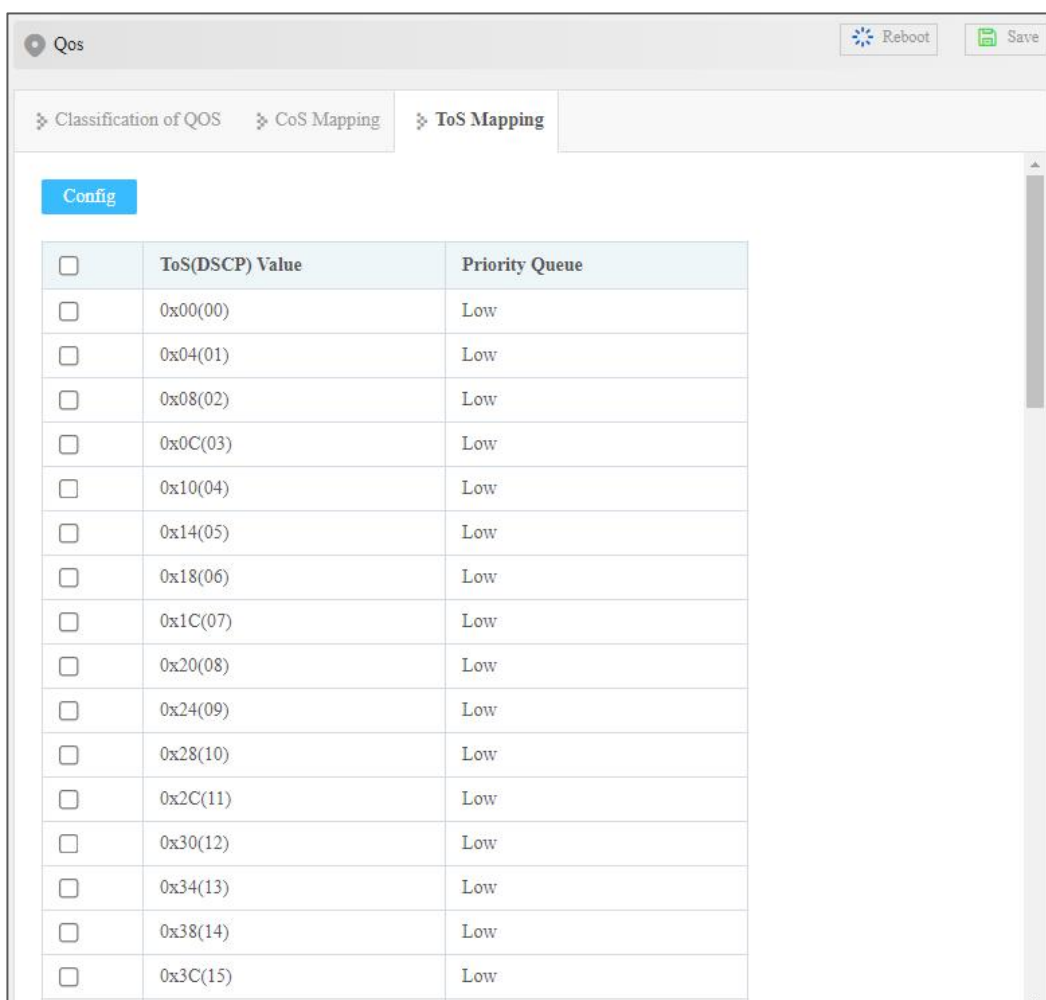 Qos Reboot Save
Classification of QOS CoS Mapping ToS Mapping
Config
ToS(DSCP) Value Priority Queue
0x00(00) Low
0x04(01) Low
0x08(02) Low
0x0C(03) Low
0x10(04) Low
0x14(05) Low
0x18(06) Low
0x1C(07) Low
0x20(08) Low
0x24(09) Low
0x28(10) Low
0x2C(11) Low
0x30(12) Low
0x34(13) Low
0x38(14) Low
0x3C(15) Low